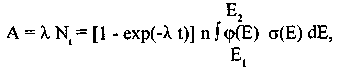 E₂
A = λ Nₜ = [1 - exp(-λ t)] n ∫ φ(E) σ(E) dE,
E₁